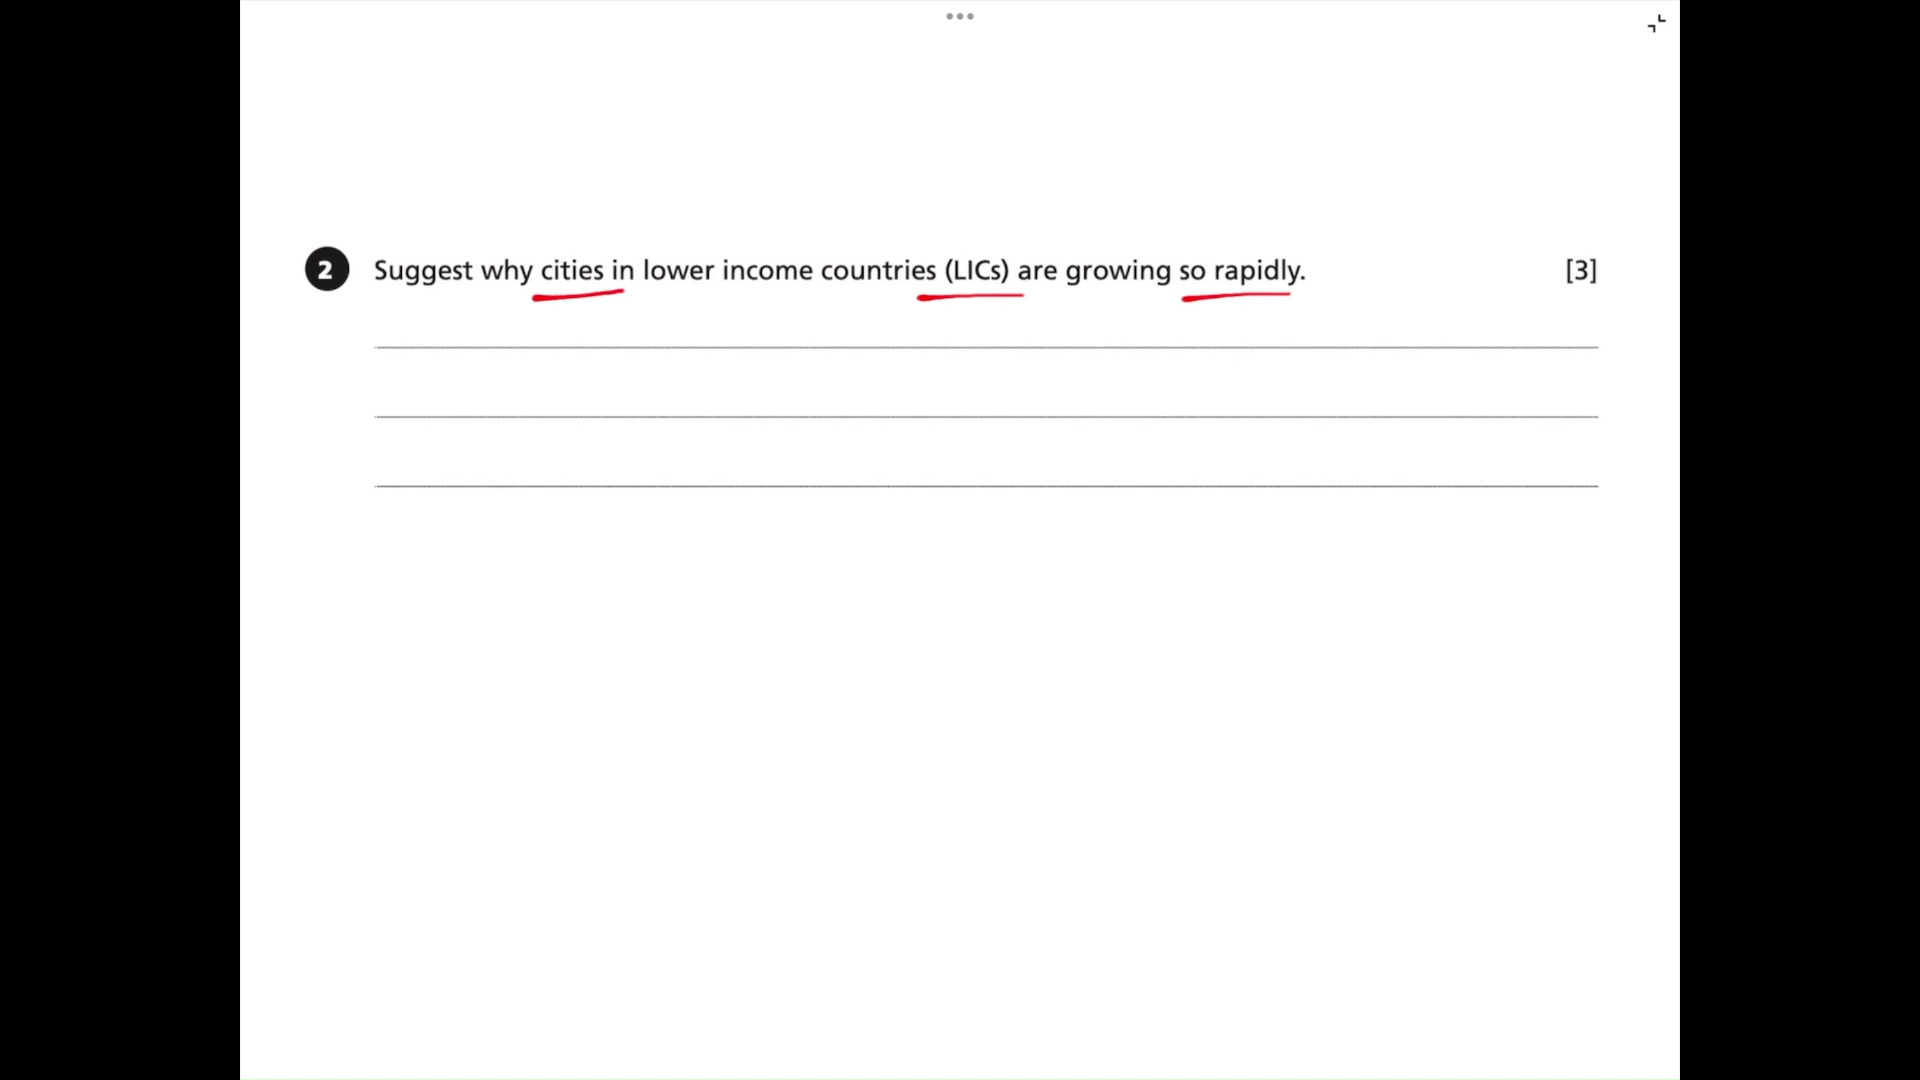 2 Suggest why cities in lower income countries (LICs) are growing so rapidly. [3]